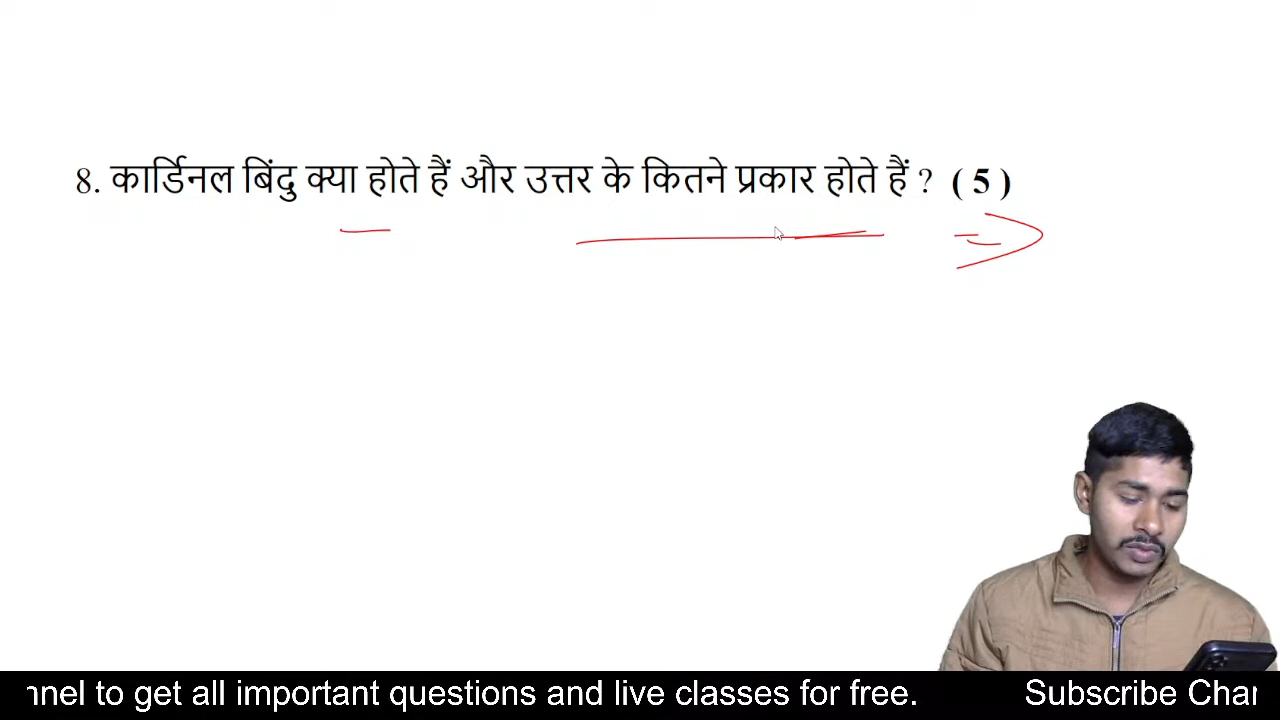 8. कार्डिनल बिंदु क्या होते हैं और उत्तर के कितने प्रकार होते हैं ? ( 5 )
nnel to get all important questions and live classes for free. Subscribe Char